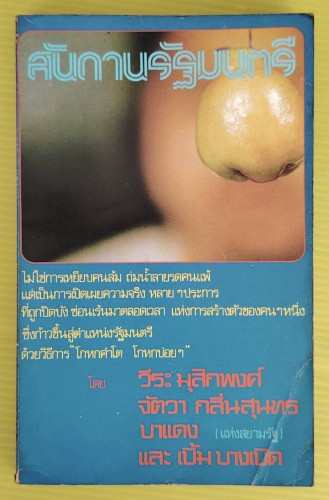 สันดานรัฐมนตรี
ไม่ใช่การเหยียบคนล้ม ถ่มน้ำลายรดคนแพ้
แต่เป็นการเปิดเผยความจริง หลาย ๆประการ
ที่ถูกปิดบัง ซ่อนเร้นมาตลอดเวลา แห่งการสร้างตัวของคนๆหนึ่ง
ซึ่งก้าวขึ้นสู่ตำแหน่งรัฐมนตรี
ด้วยวิธีการ "โกหกคำโต โกหกบ่อยๆ"
โดย วีระ มุสิกพงศ์
จัตวา กลิ่นสุนทร
บาแดง (แห่งสยามรัฐ)
และ เบิ้ม บางเบิด